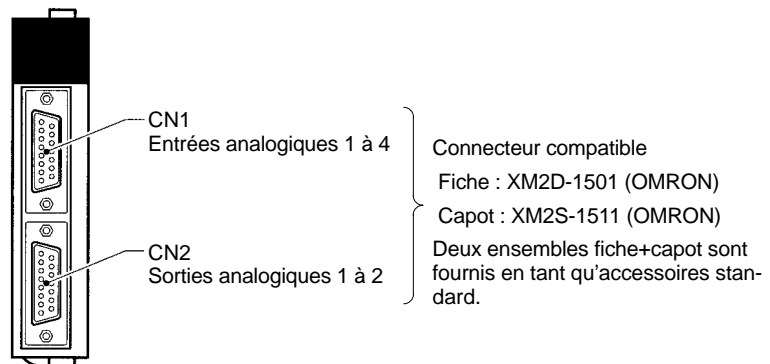 CN1
Entrées analogiques 1 à 4
CN2
Sorties analogiques 1 à 2
Connecteur compatible
Fiche : XM2D-1501 (OMRON)
Capot : XM2S-1511 (OMRON)
Deux ensembles fiche+capot sont
fournis en tant qu'accessoires stan-
dard.